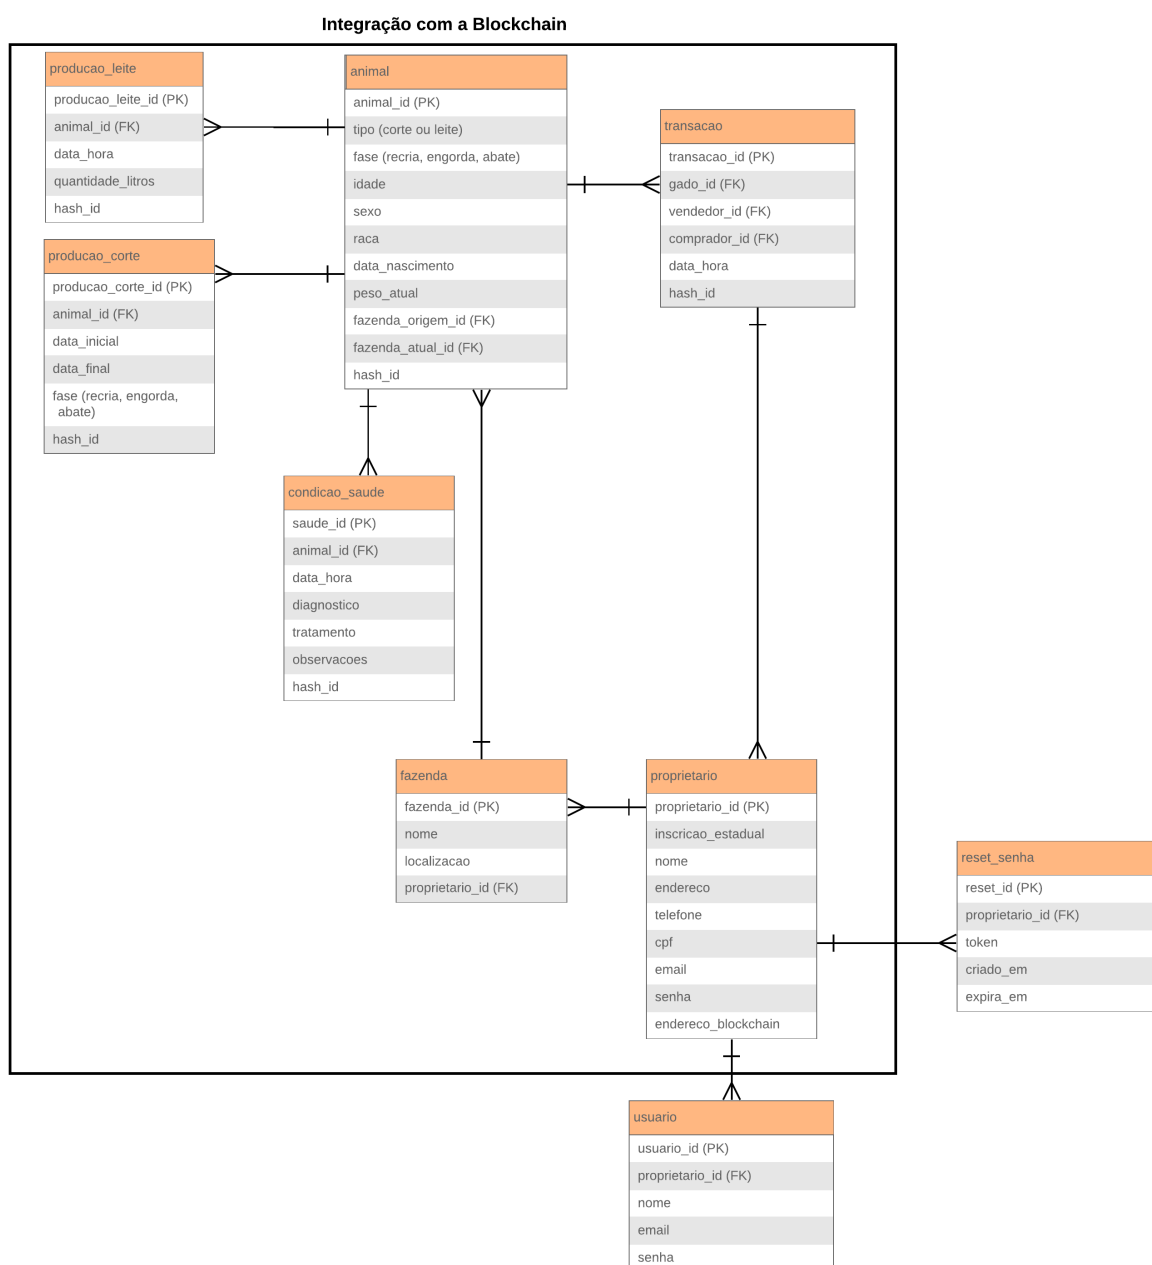 Integração com a Blockchain
producao_leite
producao_leite_id (PK)
animal_id (FK)
data_hora
quantidade_litros
hash_id
producao_corte
producao_corte_id (PK)
animal_id (FK)
data_inicial
data_final
fase (recria, engorda,
abate)
hash_id
animal
animal_id (PK)
tipo (corte ou leite)
fase (recria, engorda, abate)
idade
sexo
raca
data_nascimento
peso_atual
fazenda_origem_id (FK)
fazenda_atual_id (FK)
hash_id
transacao
transacao_id (PK)
gado_id (FK)
vendedor_id (FK)
comprador_id (FK)
data_hora
hash_id
condicao_saude
saude_id (PK)
animal_id (FK)
data_hora
diagnostico
tratamento
observacoes
hash_id
fazenda
fazenda_id (PK)
nome
localizacao
proprietario_id (FK)
proprietario
proprietario_id (PK)
inscricao_estadual
nome
endereco
telefone
cpf
email
senha
endereco_blockchain
reset_senha
reset_id (PK)
proprietario_id (FK)
token
criado_em
expira_em
usuario
usuario_id (PK)
proprietario_id (FK)
nome
email
senha